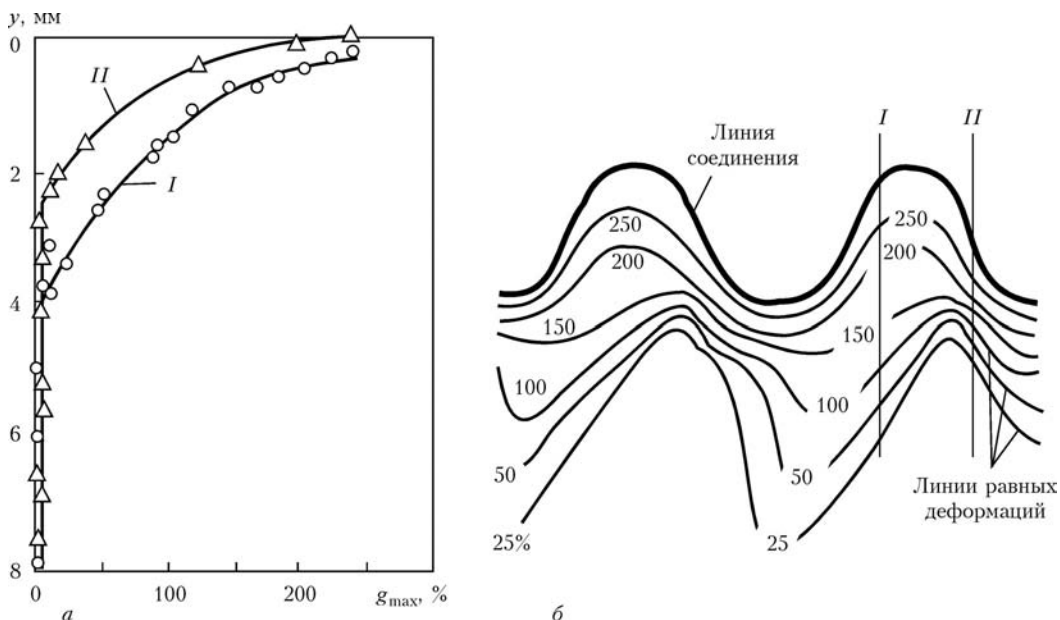 y, мм
0
2
4
6
8
II
I
0
100
200
g max, %
а
Линия
соединения
I
II
250
200
150
100
50
25%
250
200
150
100
50
25
Линии равных
деформаций
б